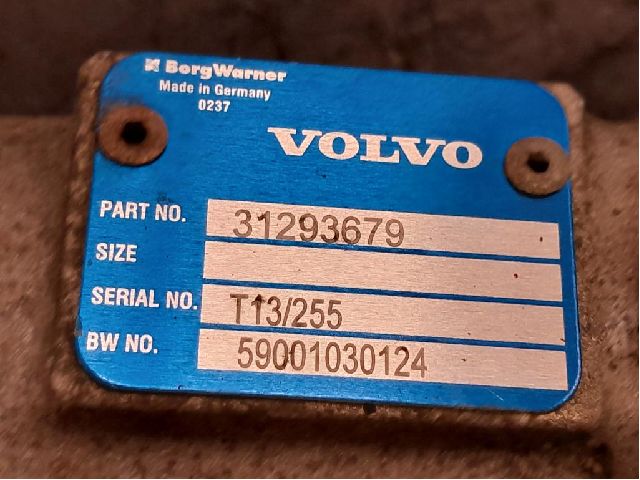 BorgWarner
Made in Germany
0237
VOLVO
PART NO. 31293679
SIZE
SERIAL NO. T13/255
BW NO. 59001030124